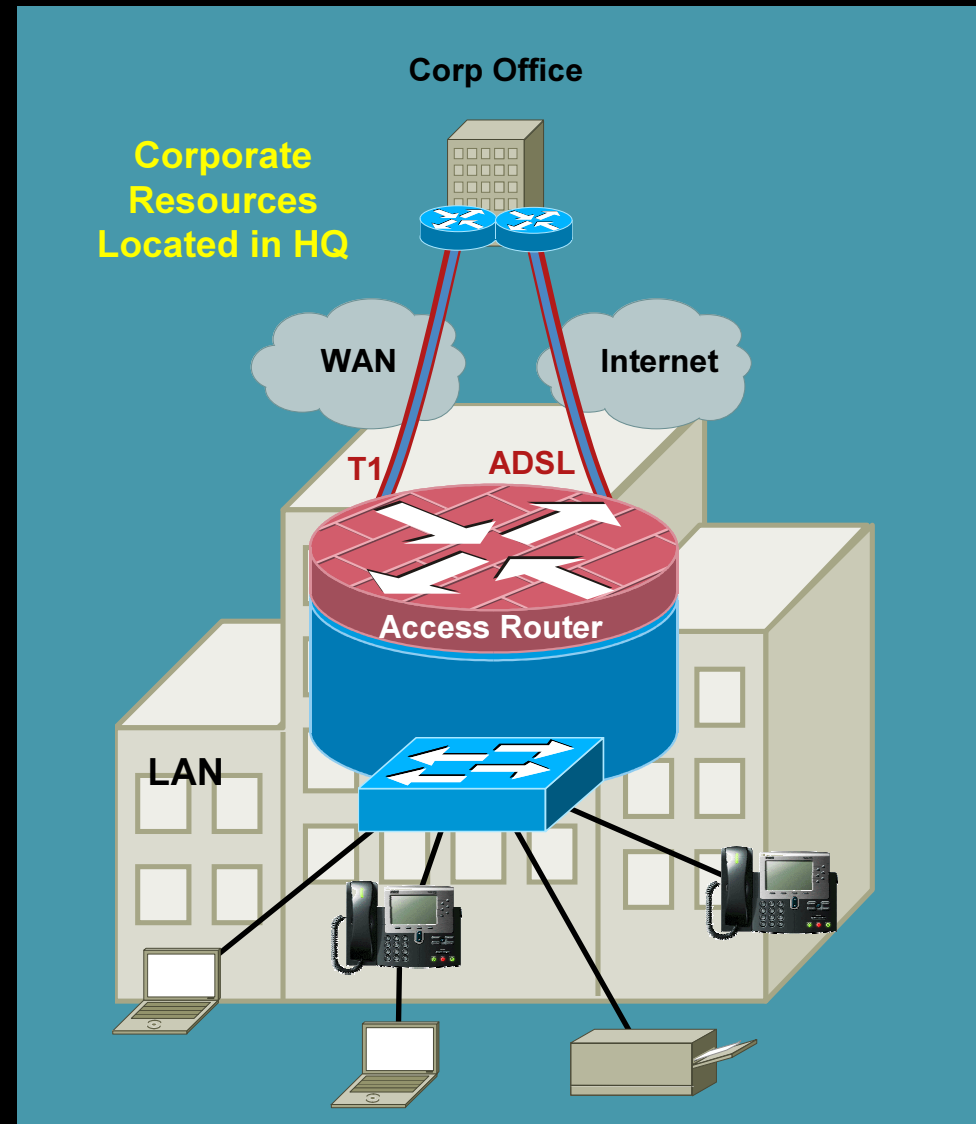 Corp Office
Corporate
Resources
Located in HQ
WAN
Internet
T1
ADSL
Access Router
LAN